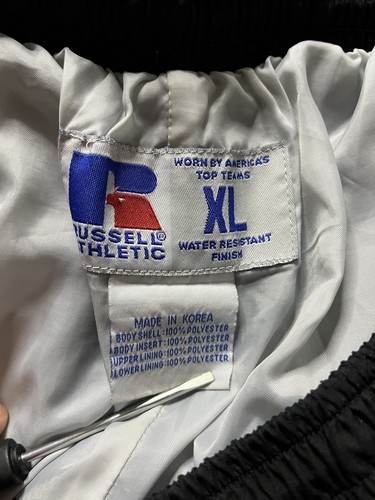 WORN BY AMERICA'S
TOP TEAMS
XL
WATER RESISTANT
FINISH
RUSSELL®
ATHLETIC
MADE IN KOREA
BODY SHELL:100% POLYESTER
BODY INSERT:100% POLYESTER
UPPER LINING:100% POLYESTER
LOWER LINING:100% POLYESTER